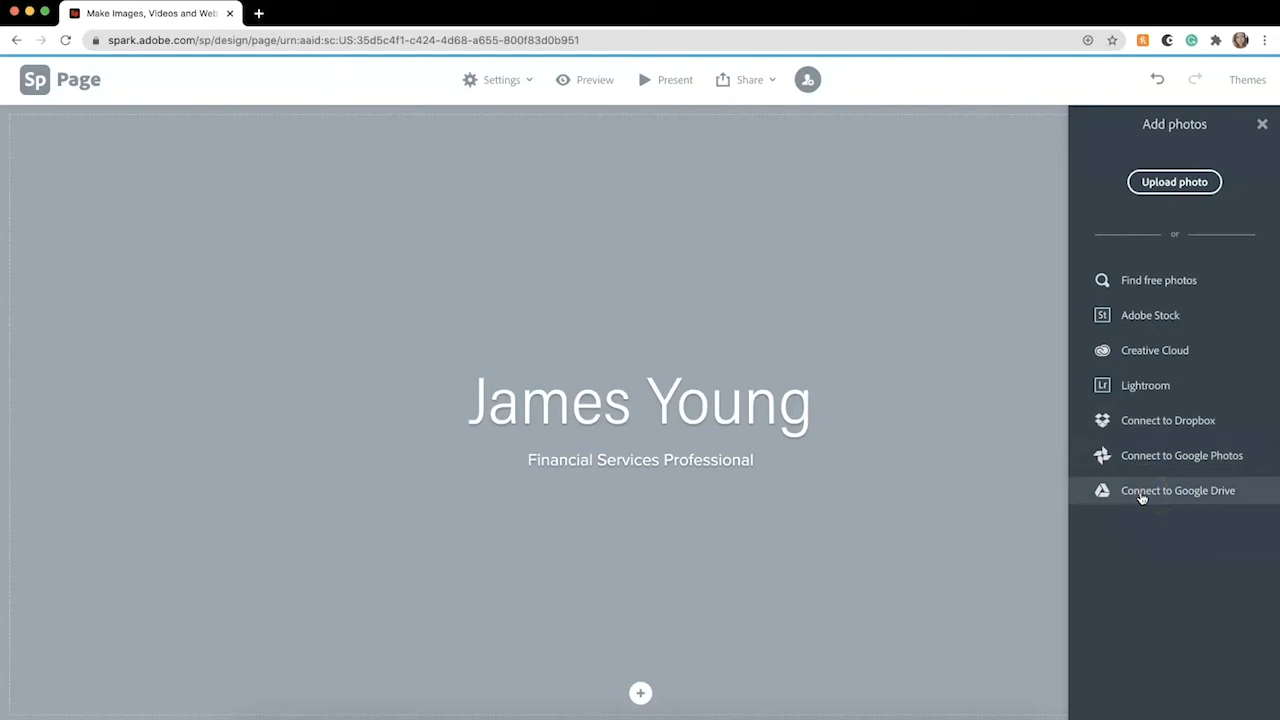 Make Images, Videos and Web
spark.adobe.com/sp/design/page/urn:aaid:sc:US:35d5c4f1-c424-4d68-a655-800f83d0b951
Sp Page
Settings
Preview
Present
Share
Themes
Add photos
Upload photo
or
Find free photos
St Adobe Stock
Creative Cloud
Lr Lightroom
Connect to Dropbox
Connect to Google Photos
Connect to Google Drive
James Young
Financial Services Professional